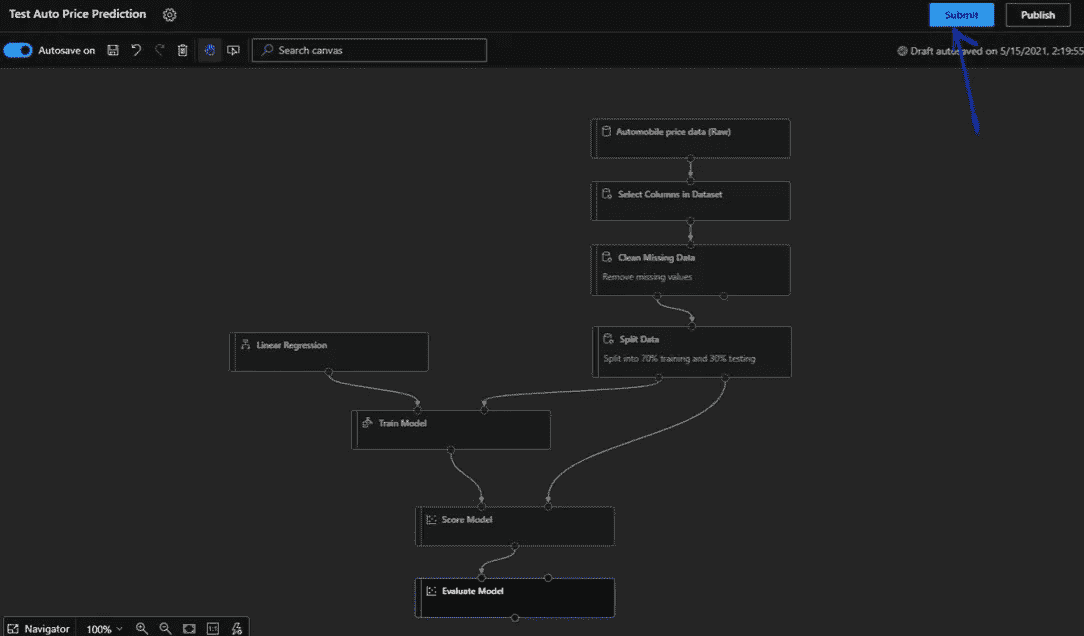 Test Auto Price Prediction
Submit
Publish
Autosave on
Search canvas
Draft autosaved on 5/15/2021, 2:19:55
Automobile price data (Raw)
Select Columns in Dataset
Clean Missing Data
Remove missing values
Linear Regression
Split Data
Split into 70% training and 30% testing
Train Model
Score Model
Evaluate Model
Navigator
100%
1:1